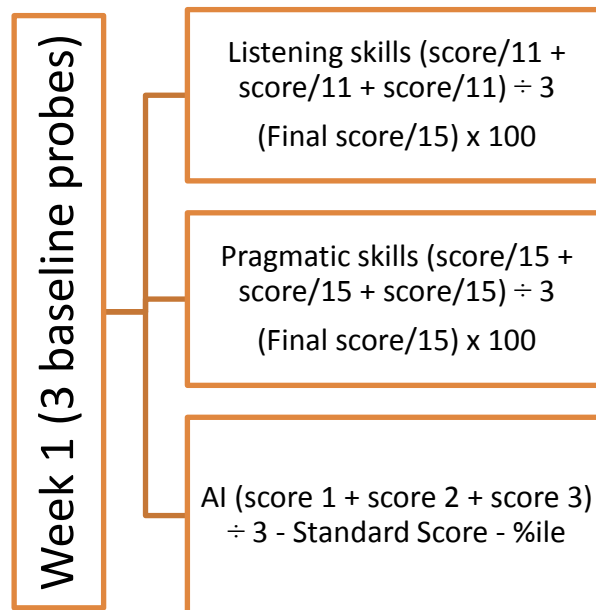 Week 1 (3 baseline probes)
Listening skills (score/11 +
score/11 + score/11) ÷ 3
(Final score/15) x 100
Pragmatic skills (score/15 +
score/15 + score/15) ÷ 3
(Final score/15) x 100
AI (score 1 + score 2 + score 3)
÷ 3 - Standard Score - %ile